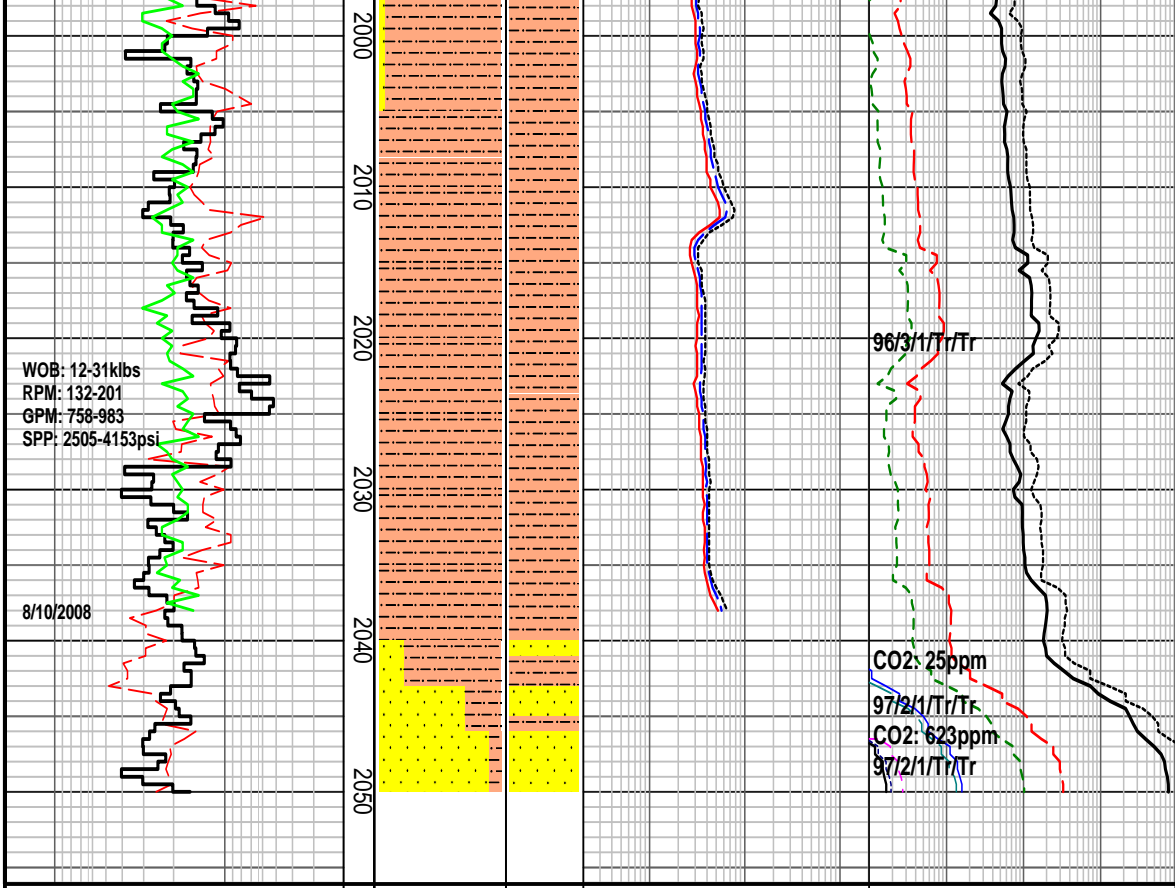 2000
2010
2020
96/3/1/Tr/Tr
WOB: 12-31klbs
RPM: 132-201
GPM: 758-983
SPP: 2505-4153psi
2030
8/10/2008
2040
CO2: 25ppm
97/2/1/Tr/Tr
CO2: 623ppm
97/2/1/Tr/Tr
2050